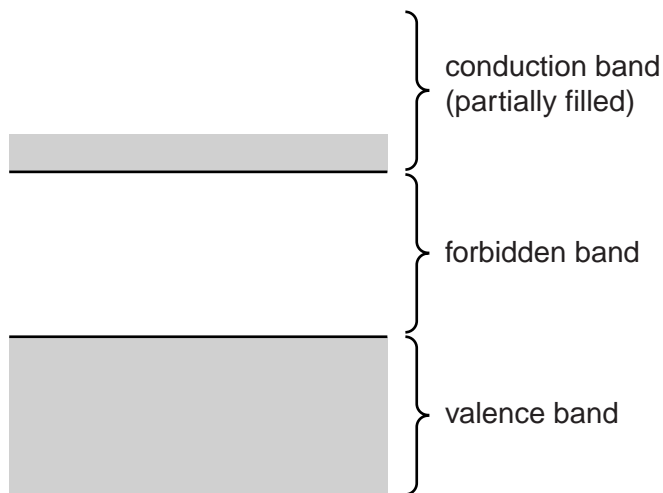 conduction band
(partially filled)
forbidden band
valence band